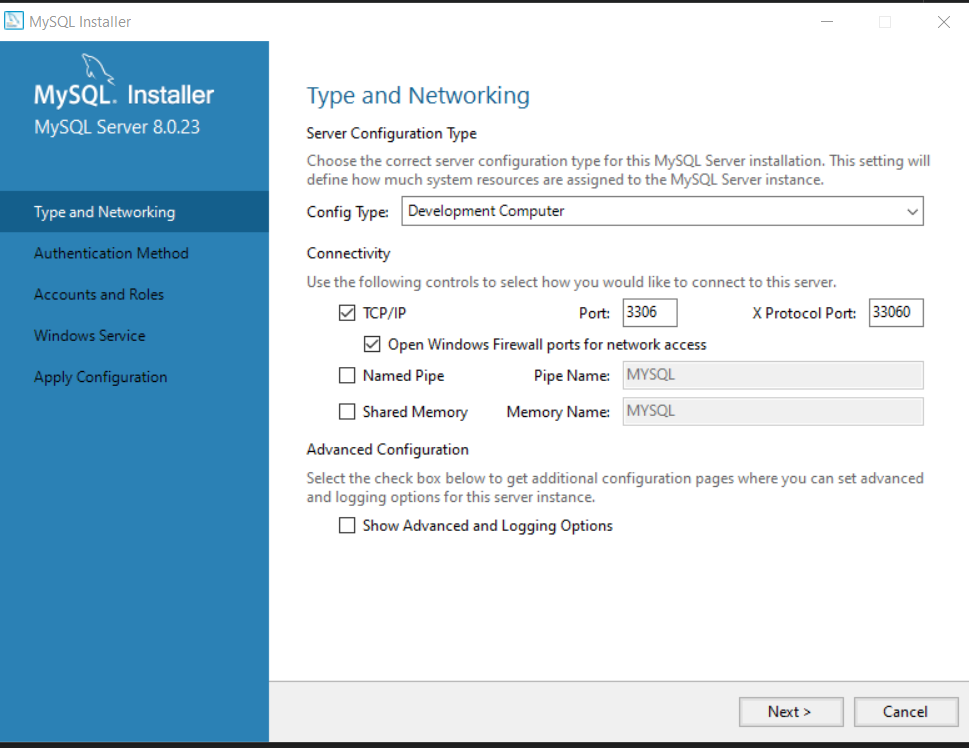 MySQL Installer
MySQL. Installer
MySQL Server 8.0.23
Type and Networking
Authentication Method
Accounts and Roles
Windows Service
Apply Configuration
Type and Networking
Server Configuration Type
Choose the correct server configuration type for this MySQL Server installation. This setting will
define how much system resources are assigned to the MySQL Server instance.
Config Type: Development Computer
Connectivity
Use the following controls to select how you would like to connect to this server.
TCP/IP Port: 3306 X Protocol Port: 33060
Open Windows Firewall ports for network access
Named Pipe Pipe Name: MYSQL
Shared Memory Memory Name: MYSQL
Advanced Configuration
Select the check box below to get additional configuration pages where you can set advanced
and logging options for this server instance.
Show Advanced and Logging Options
Next > Cancel